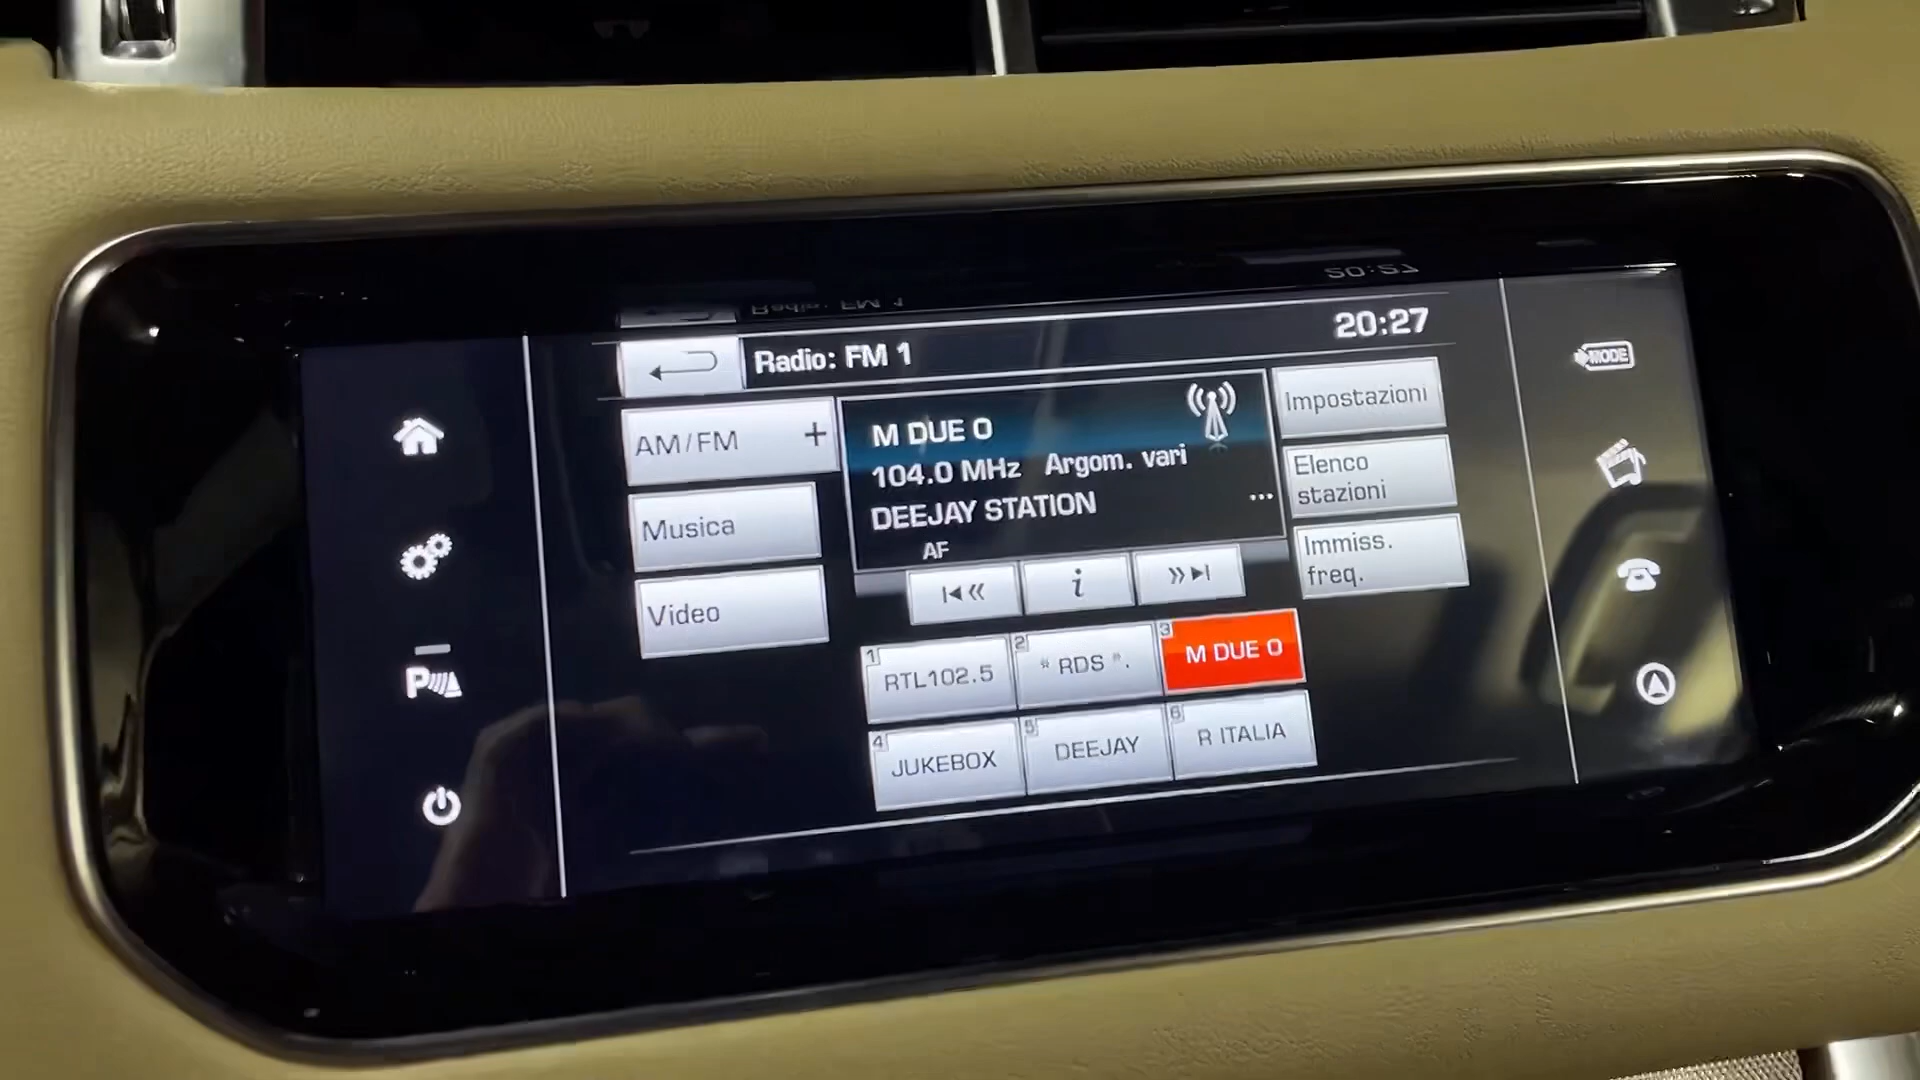 20:27
Radio: FM 1
AM/FM +
Musica
Video
M DUE O
104.0 MHz Argom. vari
DEEJAY STATION
...
AF
i
Impostazioni
Elenco
stazioni
Immiss.
freq.
1 RTL102.5
2 " RDS ".
3 M DUE O
4 JUKEBOX
5 DEEJAY
6 R ITALIA
P
MODE